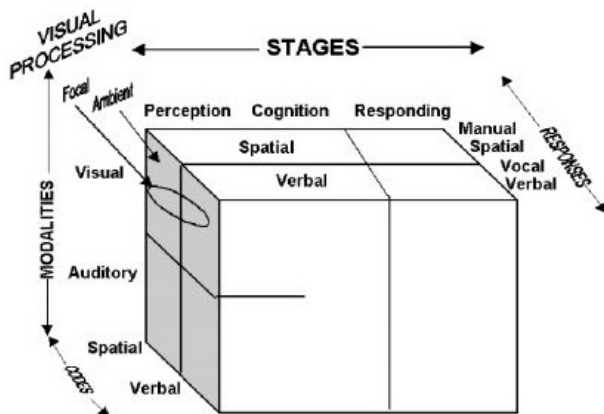 VISUAL
PROCESSING
STAGES
Focal
Ambient
Perception Cognition Responding
RESPONSES
Manual
Spatial
Spatial
Vocal
Verbal
Visual
Verbal
MODALITIES
Auditory
Spatial
Verbal
CODES